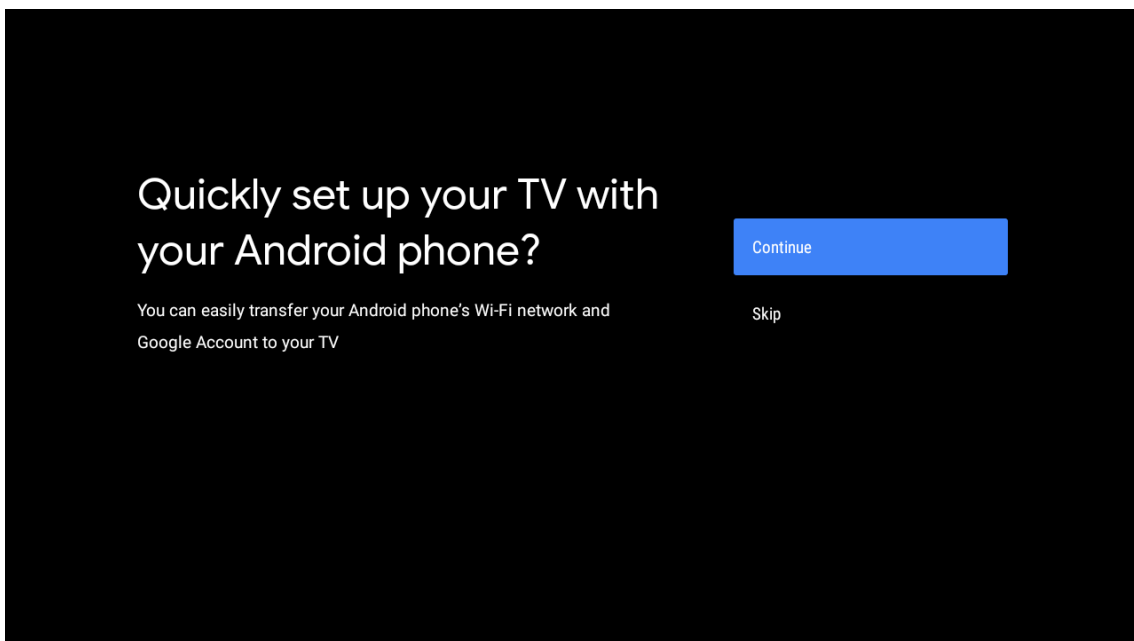 Quickly set up your TV with
your Android phone?
You can easily transfer your Android phone’s Wi-Fi network and
Google Account to your TV
Continue
Skip